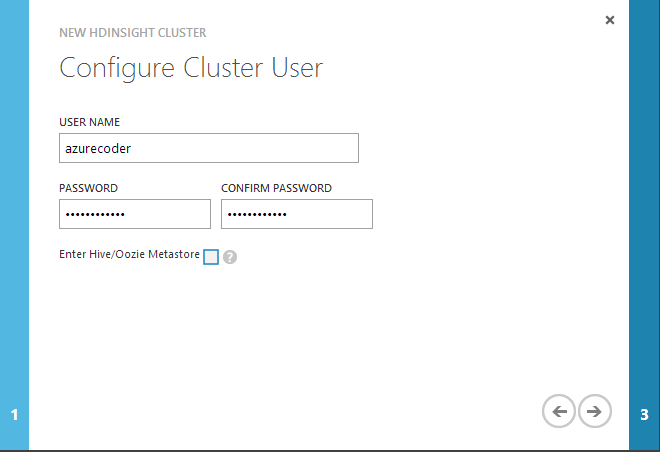 NEW HDINSIGHT CLUSTER
Configure Cluster User
USER NAME
azurecoder
PASSWORD CONFIRM PASSWORD
•••••••••••• ••••••••••••
Enter Hive/Oozie Metastore ?
1 3